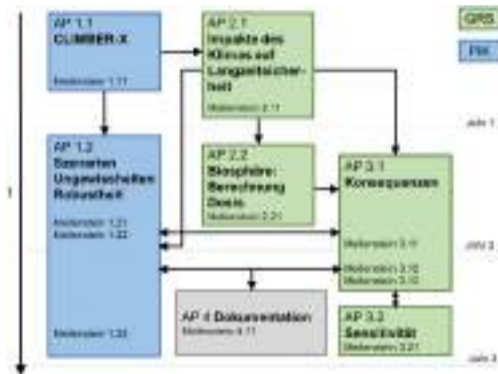 AP 1.1
CLIMBER-X
Meilenstein 1.11
AP 2.1
Impakte des
Klimas auf
Langzeitsicher-
heit
Meilenstein 2.11
GRS
PIK
Jahr 1
AP 1.2
Szenarien
Ungewissheiten
Robustheit
Meilenstein 1.21
Meilenstein 1.22
Meilenstein 1.23
AP 2.2
Biosphäre:
Berechnung
Dosis
Meilenstein 2.21
AP 3.1
Konsequenzen
Meilenstein 3.11
Meilenstein 3.12
Meilenstein 3.13
Jahr 2
t
AP 4 Dokumentation
Meilenstein 4.11
AP 3.2
Sensitivität
Meilenstein 3.21
Jahr 3